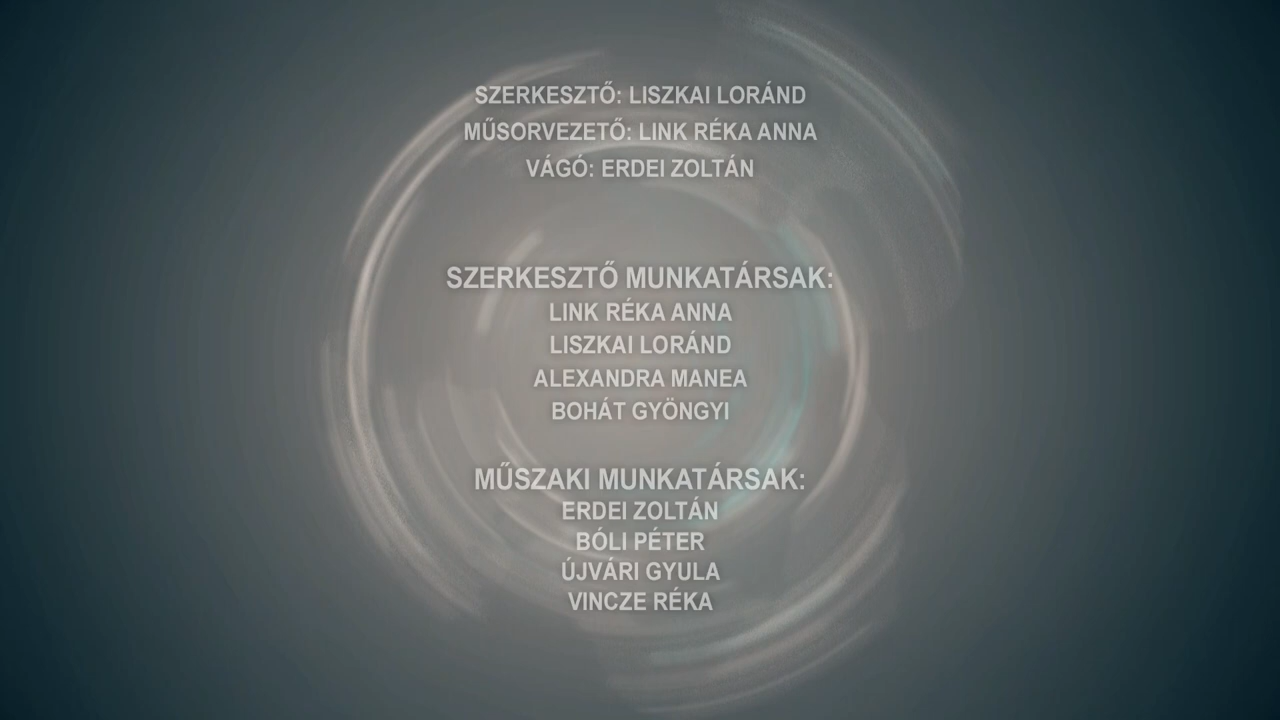 SZERKESZTŐ: LISZKAI LORÁND
MŰSORVEZETŐ: LINK RÉKA ANNA
VÁGÓ: ERDEI ZOLTÁN
SZERKESZTŐ MUNKATÁRSAK:
LINK RÉKA ANNA
LISZKAI LORÁND
ALEXANDRA MANEA
BOHÁT GYÖNGYI
MŰSZAKI MUNKATÁRSAK:
ERDEI ZOLTÁN
BÓLI PÉTER
ÚJVÁRI GYULA
VINCZE RÉKA